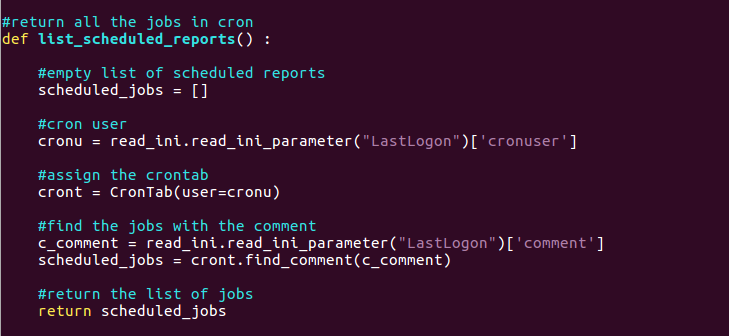 #return all the jobs in cron
def list_scheduled_reports() :
    #empty list of scheduled reports
    scheduled_jobs = []
    #cron user
    cronu = read_ini.read_ini_parameter("LastLogon")['cronuser']
    #assign the crontab
    cront = CronTab(user=cronu)
    #find the jobs with the comment
    c_comment = read_ini.read_ini_parameter("LastLogon")['comment']
    scheduled_jobs = cront.find_comment(c_comment)
    #return the list of jobs
    return scheduled_jobs